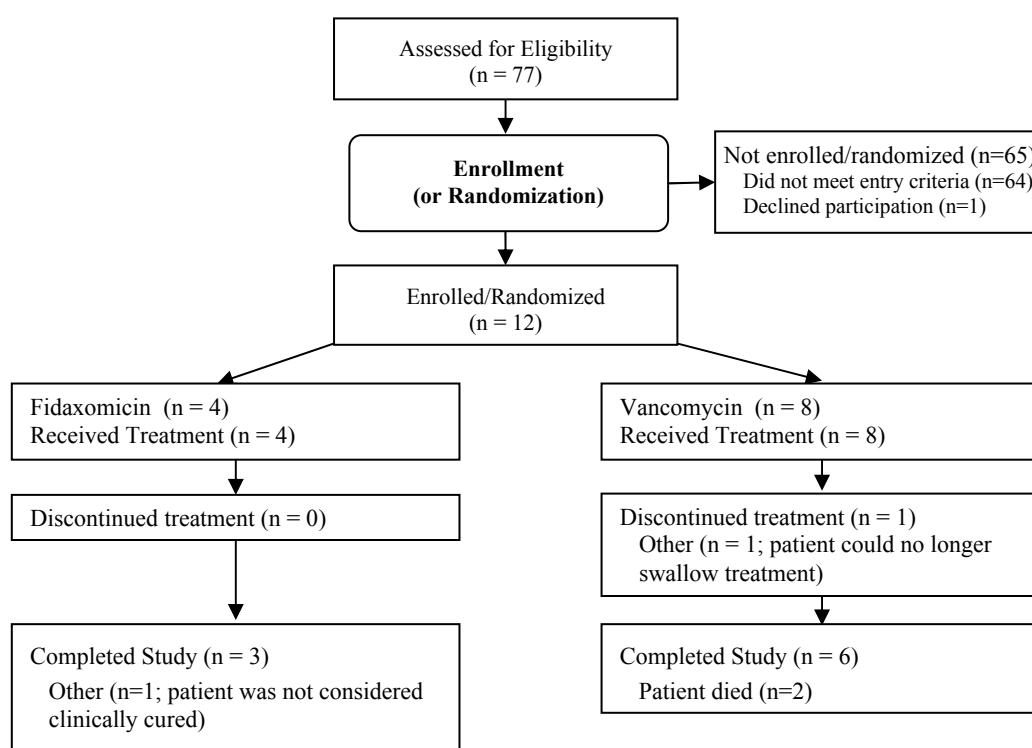 Assessed for Eligibility
(n = 77)
Enrollment
(or Randomization)
Not enrolled/randomized (n=65)
Did not meet entry criteria (n=64)
Declined participation (n=1)
Enrolled/Randomized
(n = 12)
Fidaxomicin (n = 4)
Received Treatment (n = 4)
Vancomycin (n = 8)
Received Treatment (n = 8)
Discontinued treatment (n = 0)
Discontinued treatment (n = 1)
Other (n = 1; patient could no longer
swallow treatment)
Completed Study (n = 3)
Other (n=1; patient was not considered
clinically cured)
Completed Study (n = 6)
Patient died (n=2)